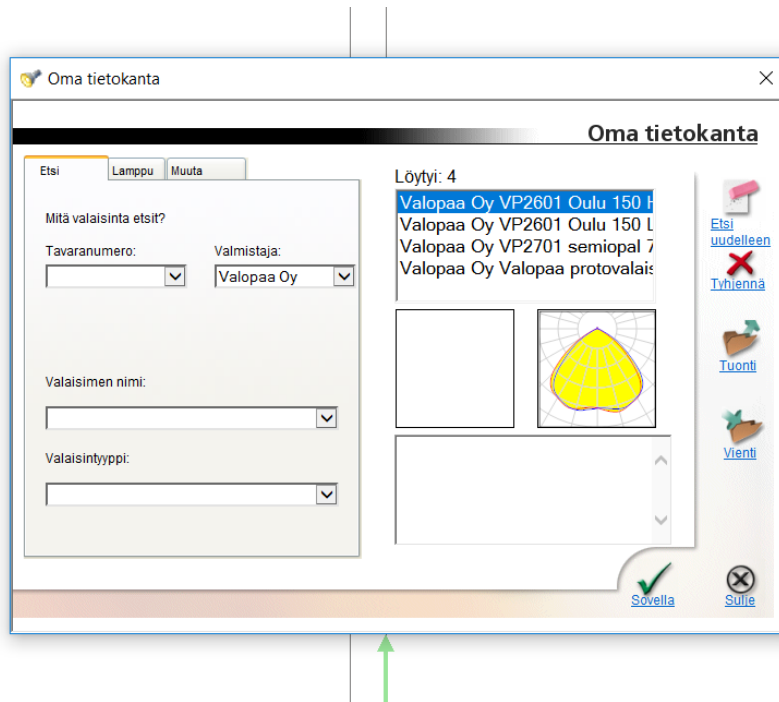 Oma tietokanta
Oma tietokanta
Etsi
Lamppu
Muuta
Mitä valaisinta etsit?
Tavaranumero:
Valmistaja:
Valopaa Oy
Valaisimen nimi:
Valaisintyyppi:
Löytyi: 4
Valopaa Oy VP2601 Oulu 150 H
Valopaa Oy VP2601 Oulu 150 L
Valopaa Oy VP2701 semiopal 7
Valopaa Oy Valopaa protovalais
Etsi
uudelleen
Tyhjennä
Tuonti
Vienti
Sovella
Sulje